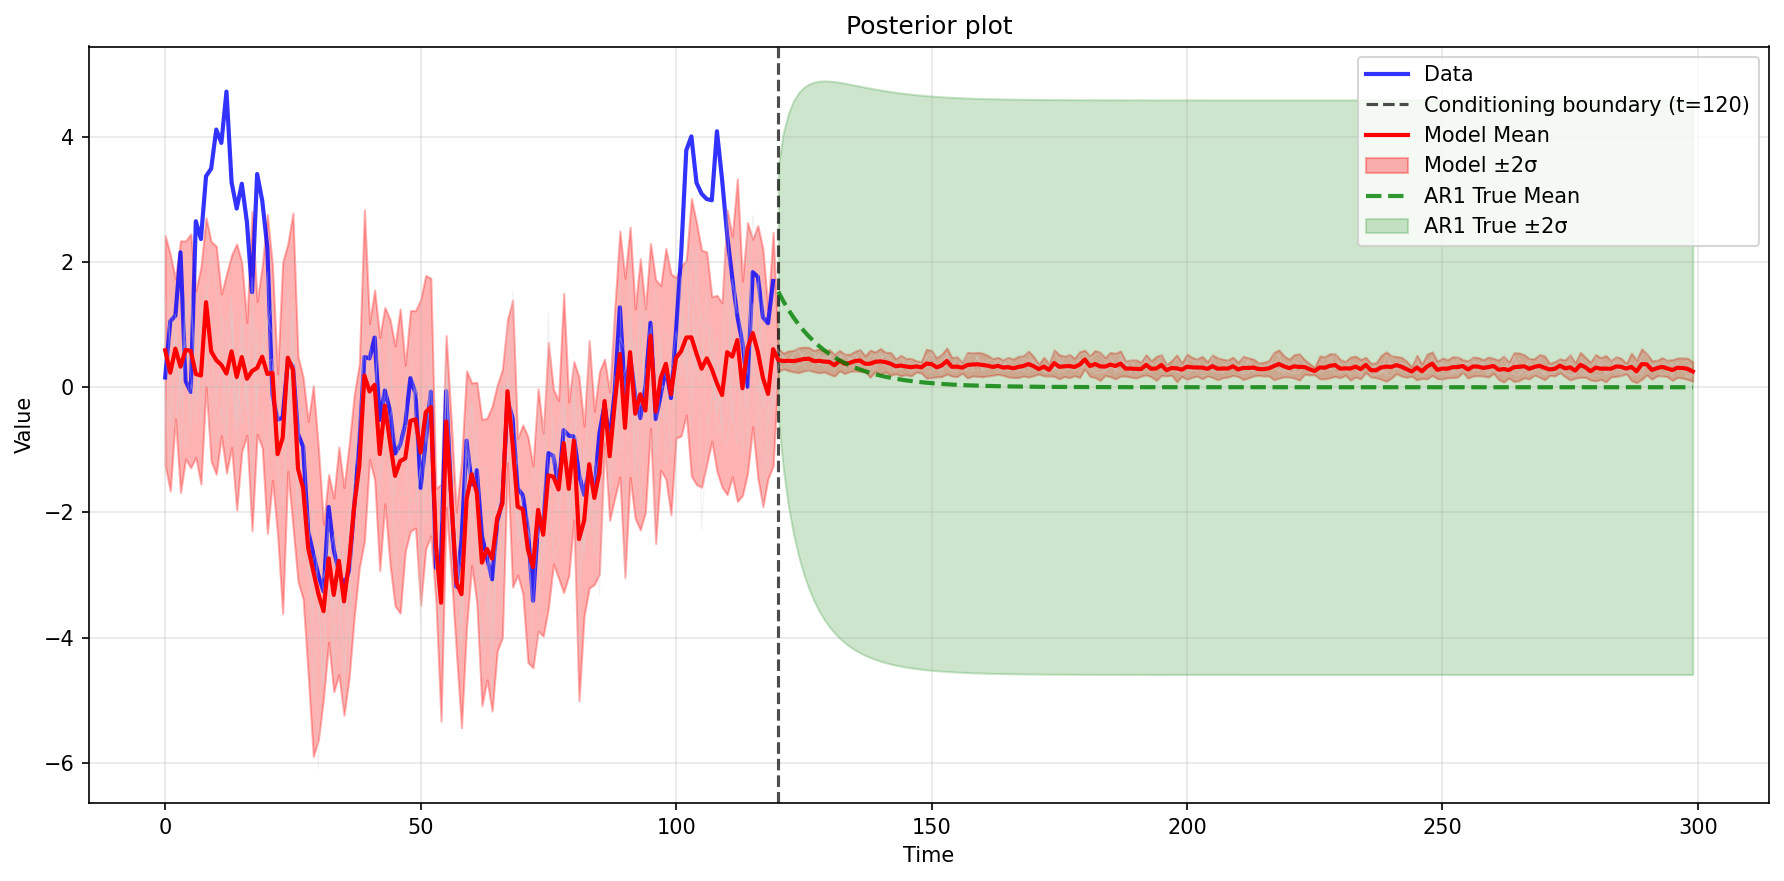 Posterior plot
Data
Conditioning boundary (t=120)
Model Mean
Model ±2σ
AR1 True Mean
AR1 True ±2σ
Value
4
2
0
−2
−4
−6
0
50
100
150
200
250
300
Time